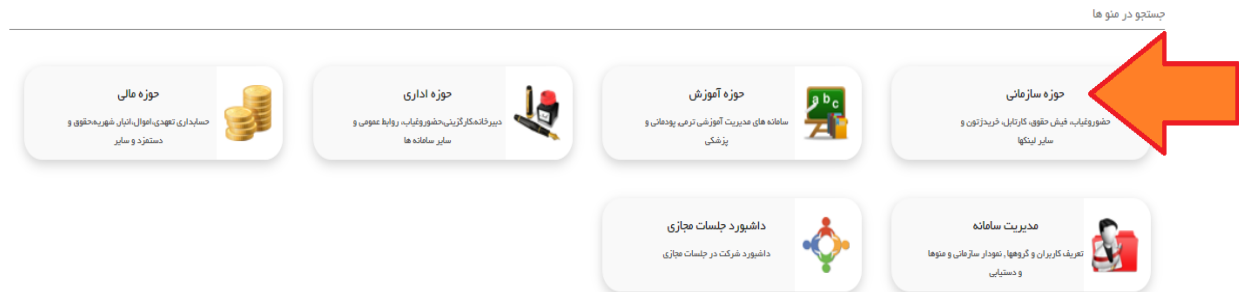 جستجو در منو ها
حوزه سازمانی
حضوروغیاب، فیش حقوق، کارتابل، خریدژتون و
سایر لینکها
حوزه آموزش
سامانه های مدیریت آموزشی ترمی, پودمانی و
پزشکی
abc
حوزه اداری
دبیرخانه،کارگزینی،حضوروغیاب، روابط عمومی و
سایر سامانه ها
حوزه مالی
حسابداری تعهدی،اموال،انبار, شهریه،حقوق و
دستمزد و سایر
مدیریت سامانه
تعریف کاربران و گروهها , نمودار سازمانی و منوها
و دستیابی
داشبورد جلسات مجازی
داشبورد شرکت در جلسات مجازی